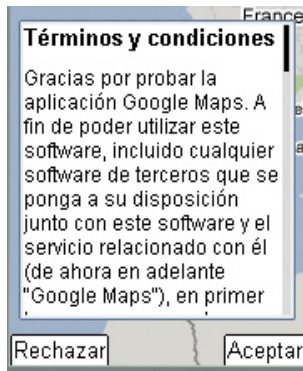 France
Términos y condiciones
Gracias por probar la
aplicación Google Maps. A
fin de poder utilizar este
software, incluido cualquier
software de terceros que se
ponga a su disposición
junto con este software y el
servicio relacionado con él
(de ahora en adelante
"Google Maps"), en primer
Rechazar
Aceptar